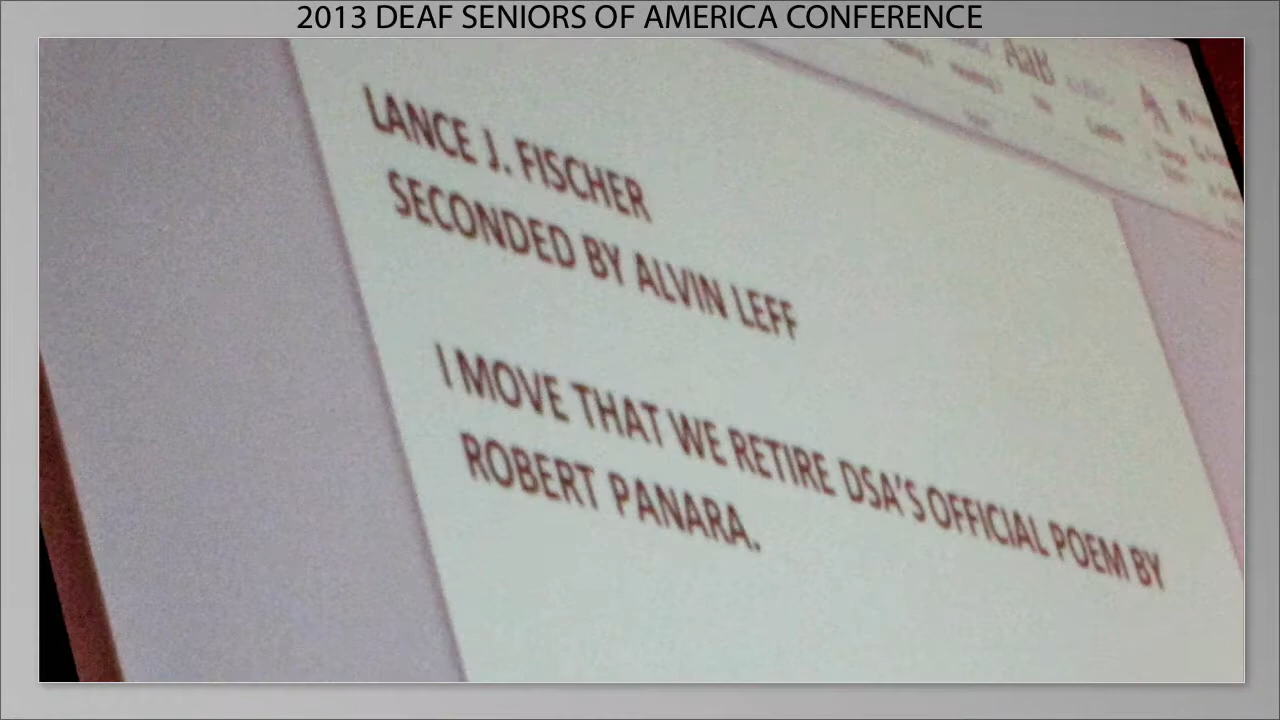 2013 DEAF SENIORS OF AMERICA CONFERENCE
AaB
LANCE J. FISCHER
SECONDED BY ALVIN LEFF
I MOVE THAT WE RETIRE DSA'S OFFICIAL POEM BY
ROBERT PANARA.